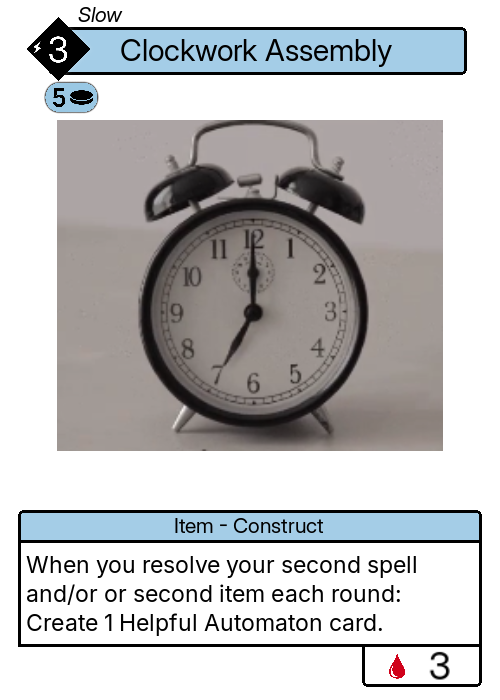 Slow
3 Clockwork Assembly
5
12
11 1
10 2
9 3
8 4
7 5
6
Item - Construct
When you resolve your second spell
and/or or second item each round:
Create 1 Helpful Automaton card.
3